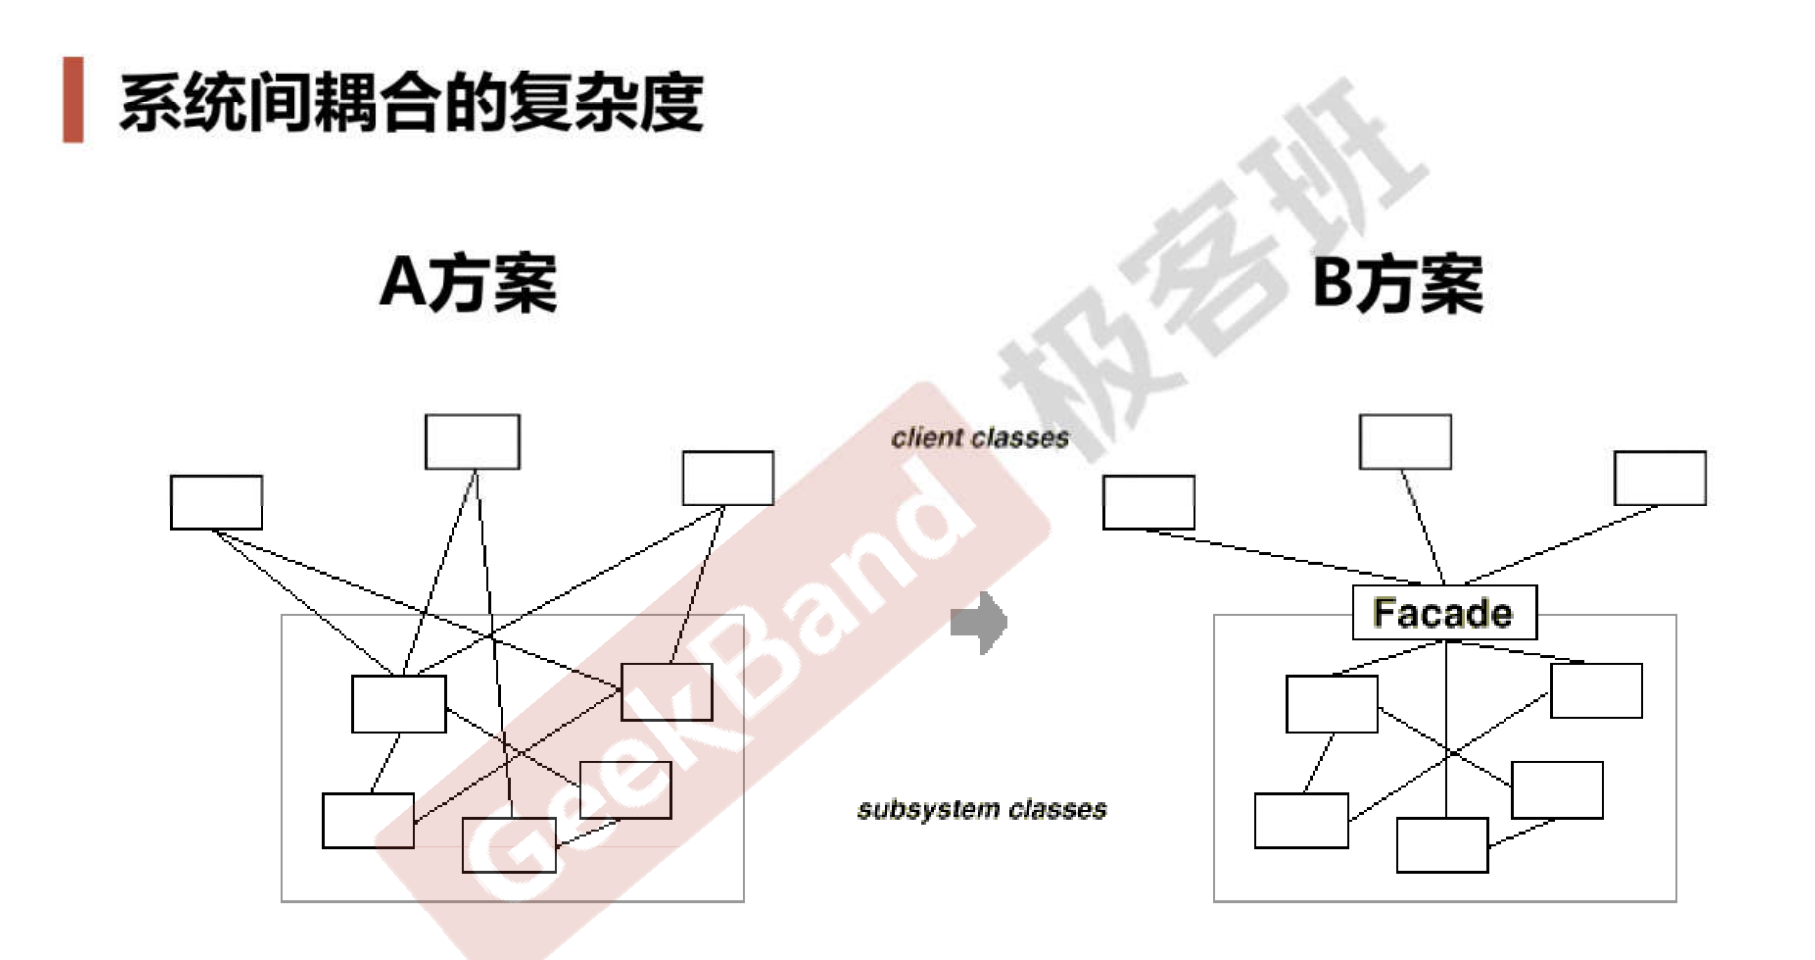 系统间耦合的复杂度
A方案
B方案
client classes
Facade
subsystem classes
GeekBand 极客班